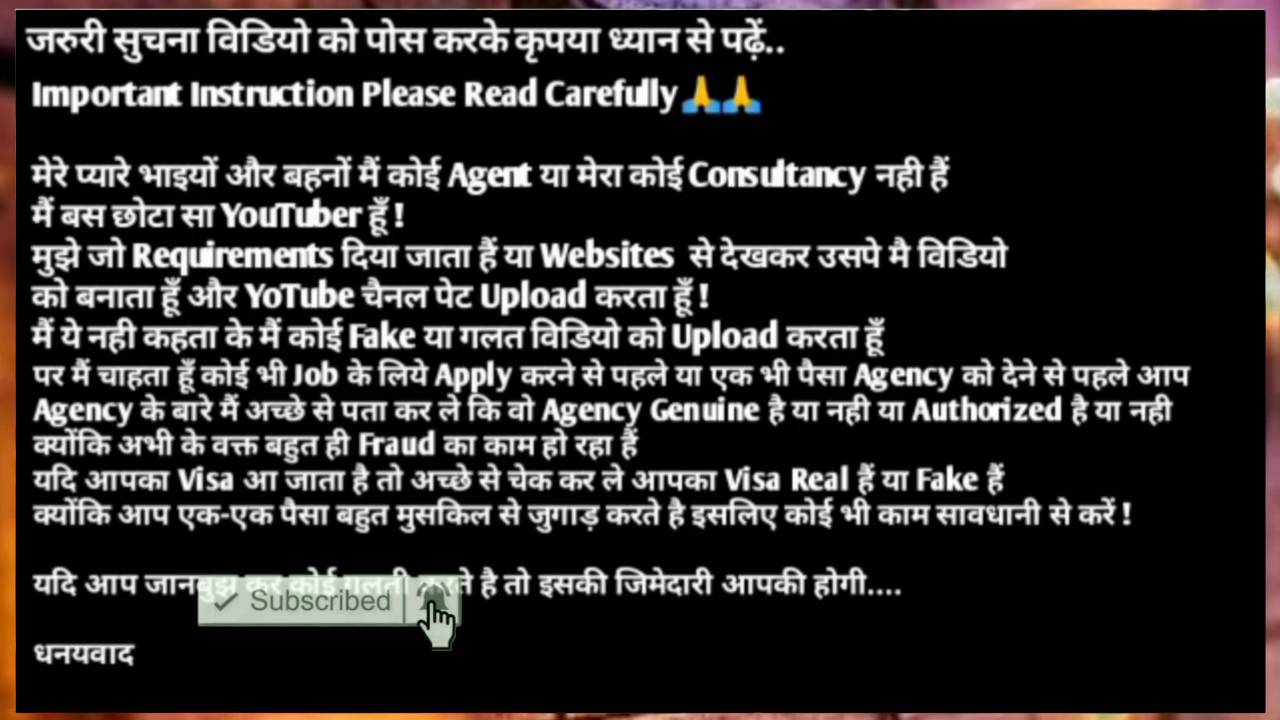 जरुरी सुचना विडियो को पोस करके कृपया ध्यान से पढ़ें..
Important Instruction Please Read Carefully🙏🙏
मेरे प्यारे भाइयों और बहनों मैं कोई Agent या मेरा कोई Consultancy नही हैं
मैं बस छोटा सा YouTuber हूँ !
मुझे जो Requirements दिया जाता हैं या Websites से देखकर उसपे मै विडियो
को बनाता हूँ और YoTube चैनल पेट Upload करता हूँ !
मैं ये नही कहता के मैं कोई Fake या गलत विडियो को Upload करता हूँ
पर मैं चाहता हूँ कोई भी Job के लिये Apply करने से पहले या एक भी पैसा Agency को देने से पहले आप
Agency के बारे मैं अच्छे से पता कर ले कि वो Agency Genuine है या नही या Authorized है या नही
क्योंकि अभी के वक्त बहुत ही Fraud का काम हो रहा हैं
यदि आपका Visa आ जाता है तो अच्छे से चेक कर ले आपका Visa Real हैं या Fake हैं
क्योंकि आप एक-एक पैसा बहुत मुसकिल से जुगाड़ करते है इसलिए कोई भी काम सावधानी से करें !
यदि आप जानबुझ कर कोई गलती करते है तो इसकी जिमेदारी आपकी होगी....
Subscribed
धनयवाद